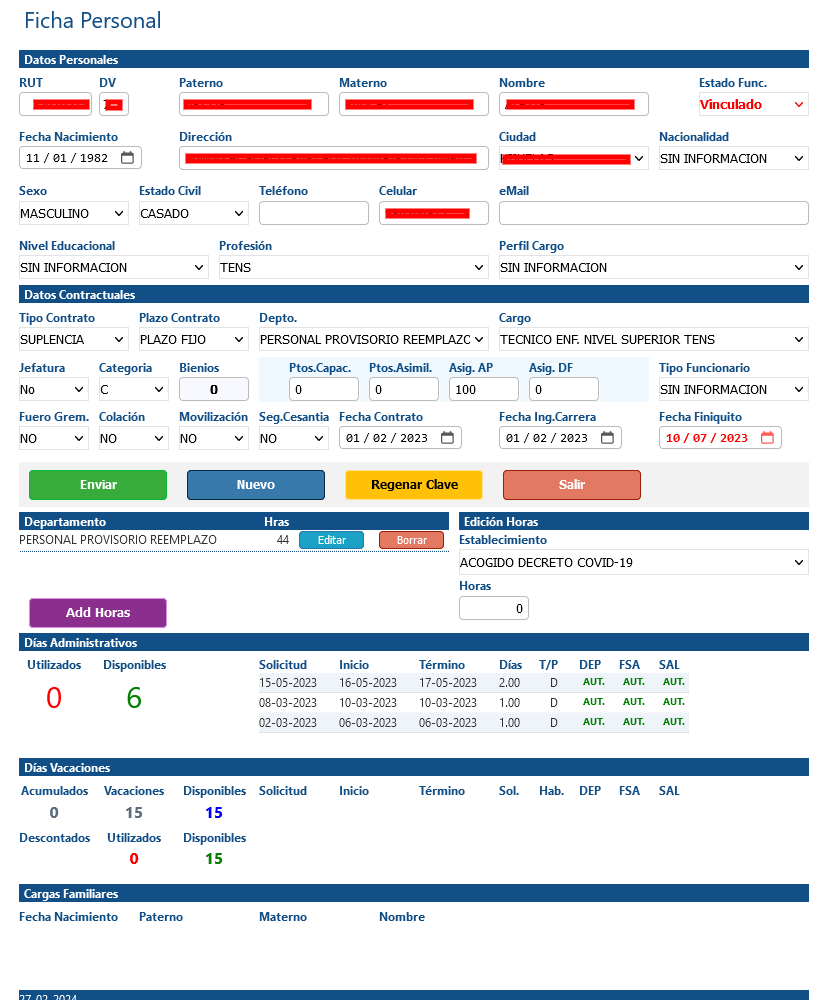 Ficha Personal
Datos Personales
RUT DV Paterno Materno Nombre Estado Func.
Vinculado
Fecha Nacimiento Dirección Ciudad Nacionalidad
11 / 01 / 1982 SIN INFORMACION
Sexo Estado Civil Teléfono Celular eMail
MASCULINO CASADO
Nivel Educacional Profesión Perfil Cargo
SIN INFORMACION TENS SIN INFORMACION
Datos Contractuales
Tipo Contrato Plazo Contrato Depto. Cargo
SUPLENCIA PLAZO FIJO PERSONAL PROVISORIO REEMPLAZO TECNICO ENF. NIVEL SUPERIOR TENS
Jefatura Categoria Bienios Ptos.Capac. Ptos.Asimil. Asig. AP Asig. DF Tipo Funcionario
No C 0 0 0 100 0 SIN INFORMACION
Fuero Grem. Colación Movilización Seg.Cesantia Fecha Contrato Fecha Ing.Carrera Fecha Finiquito
NO NO NO NO 01 / 02 / 2023 01 / 02 / 2023 10 / 07 / 2023
Enviar Nuevo Regenar Clave Salir
Departamento Hras Edición Horas
PERSONAL PROVISORIO REEMPLAZO 44 Editar Borrar Establecimiento
ACOGIDO DECRETO COVID-19
Horas
0
Add Horas
Días Administrativos
Utilizados Disponibles Solicitud Inicio Término Días T/P DEP FSA SAL
0 6 15-05-2023 16-05-2023 17-05-2023 2.00 D AUT. AUT. AUT.
08-03-2023 10-03-2023 10-03-2023 1.00 D AUT. AUT. AUT.
02-03-2023 06-03-2023 06-03-2023 1.00 D AUT. AUT. AUT.
Días Vacaciones
Acumulados Vacaciones Disponibles Solicitud Inicio Término Sol. Hab. DEP FSA SAL
0 15 15
Descontados Utilizados Disponibles
0 15
Cargas Familiares
Fecha Nacimiento Paterno Materno Nombre
27-02-2024